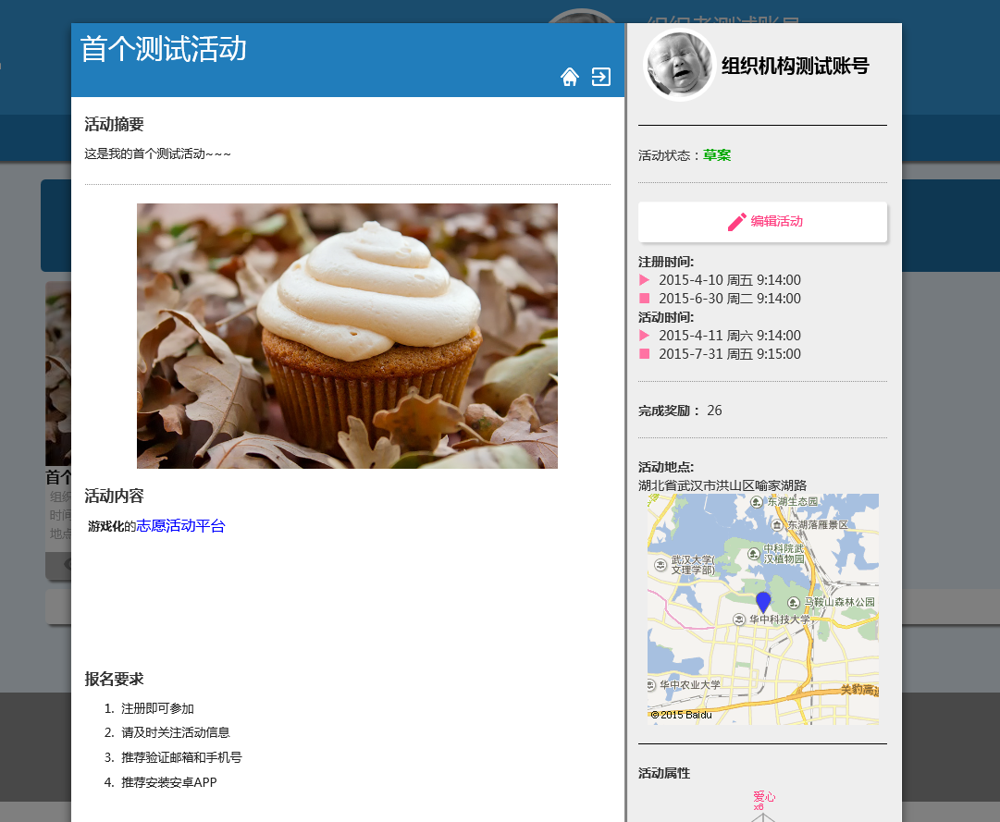 首个测试活动
活动摘要
这是我的首个测试活动~~~
活动内容
游戏化的志愿活动平台
报名要求
1. 注册即可参加
2. 请及时关注活动信息
3. 推荐验证邮箱和手机号
4. 推荐安装安卓APP
组织机构测试账号
活动状态：草案
编辑活动
注册时间:
2015-4-10 周五 9:14:00
2015-6-30 周二 9:14:00
活动时间:
2015-4-11 周六 9:14:00
2015-7-31 周五 9:15:00
完成奖励： 26
活动地点:
湖北省武汉市洪山区喻家湖路
东湖生态园
东湖落雁景区
中科院武
汉植物园
武汉大学(
文理学部)
马鞍山森林公园
华中科技大学
华中农业大学
关豹高速
© 2015 Baidu
活动属性
爱心
x6
首个
组织
时间
地点